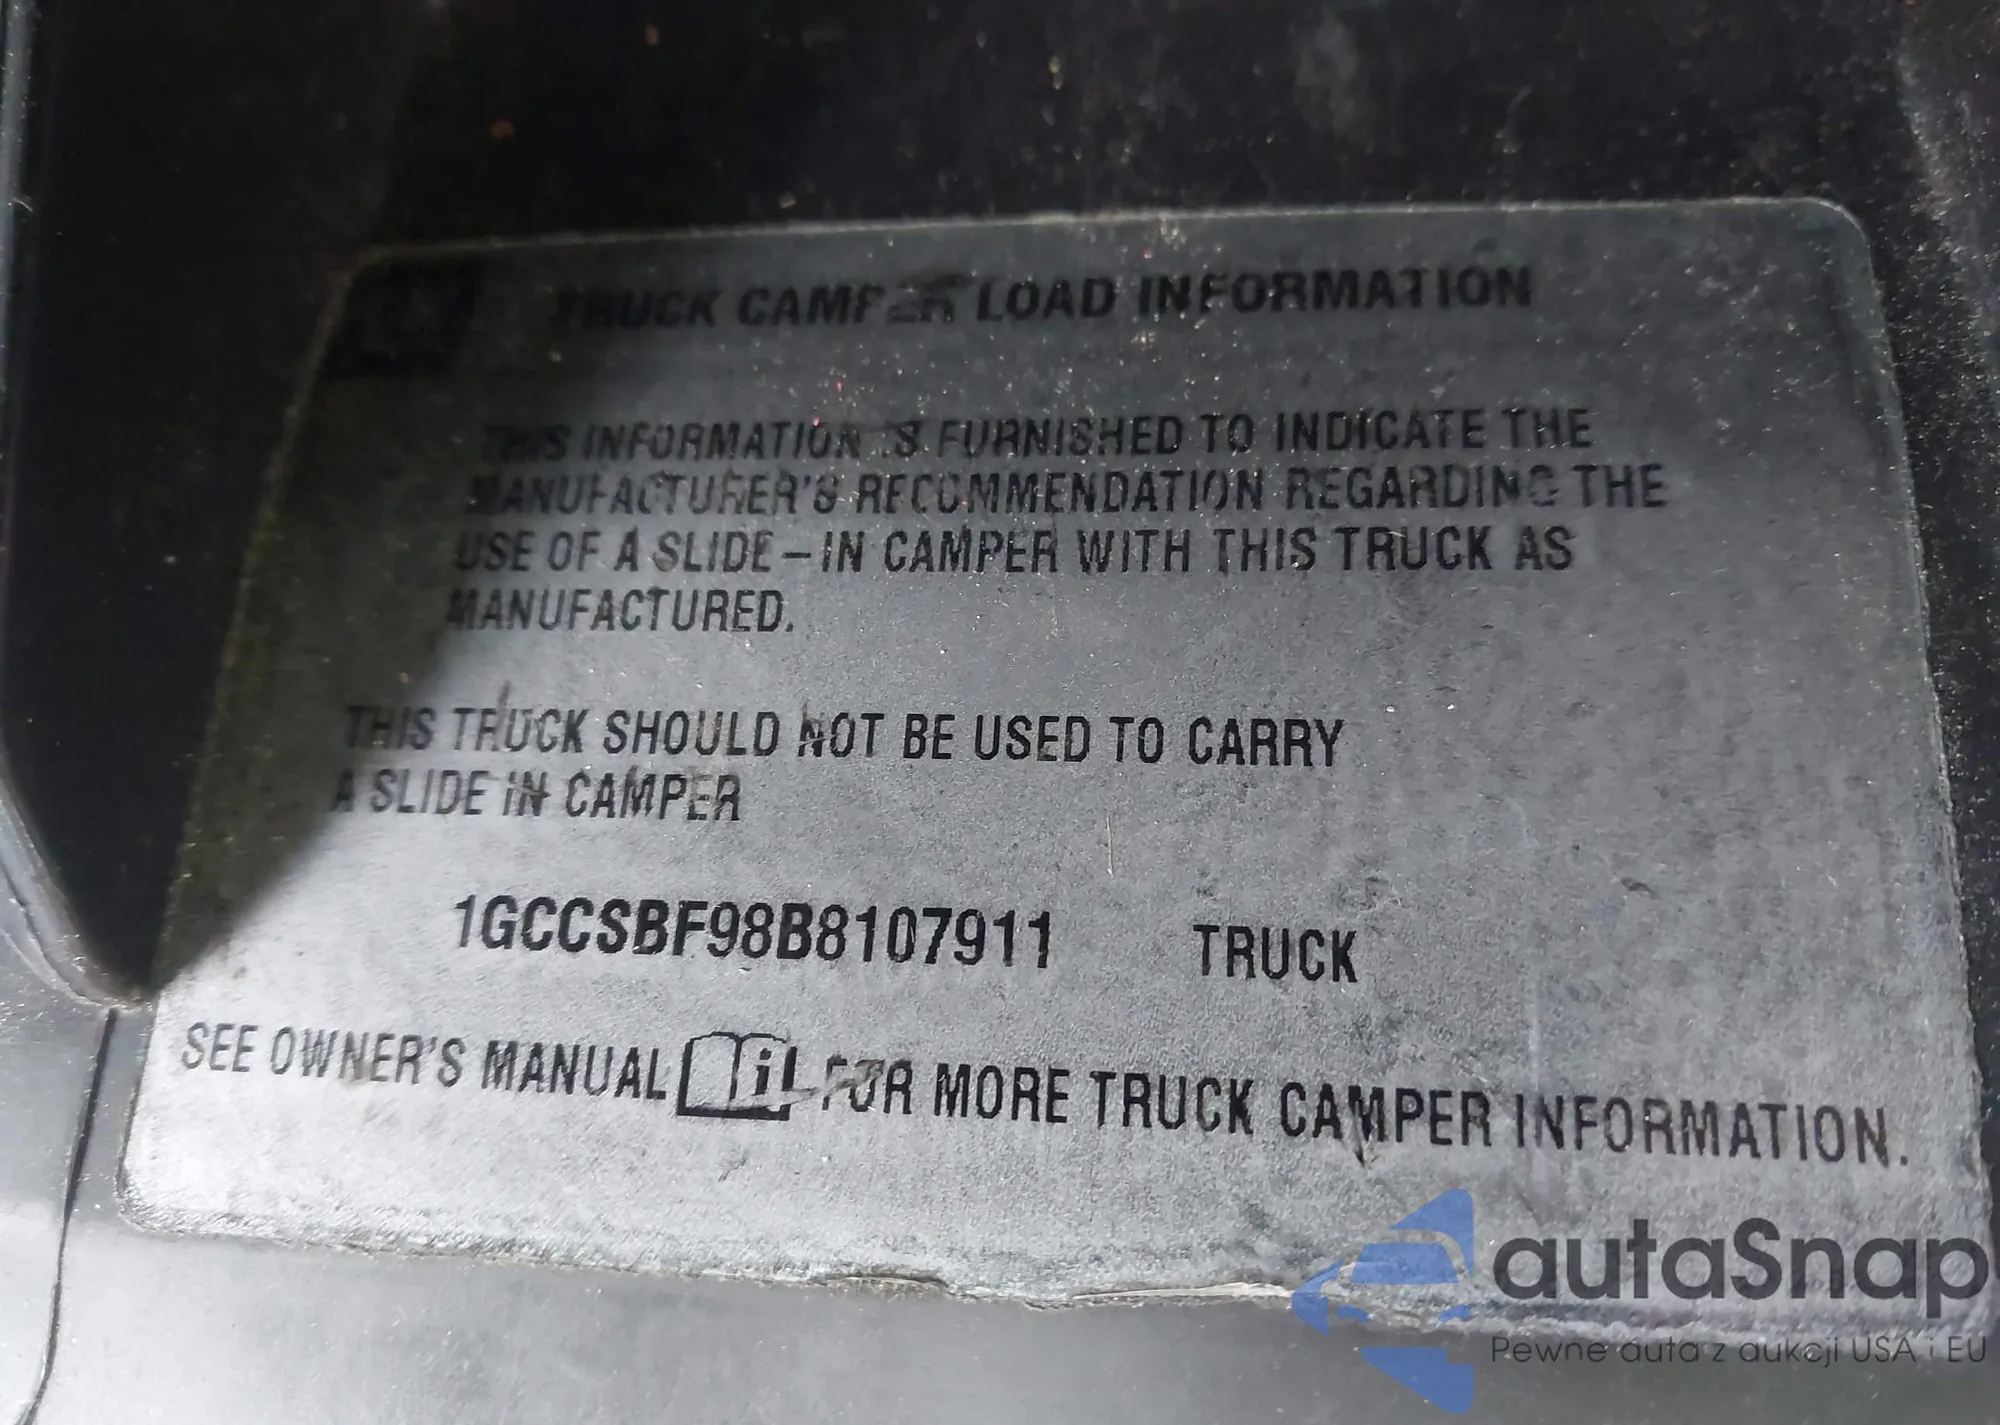 TRUCK CAMPER LOAD INFORMATION
THIS INFORMATION IS FURNISHED TO INDICATE THE
MANUFACTURER'S RECOMMENDATION REGARDING THE
USE OF A SLIDE–IN CAMPER WITH THIS TRUCK AS
MANUFACTURED.
THIS TRUCK SHOULD NOT BE USED TO CARRY
A SLIDE IN CAMPER
1GCCSBF98B8107911 TRUCK
SEE OWNER'S MANUAL i FOR MORE TRUCK CAMPER INFORMATION.
autaSnap
Pewne auta z aukcji USA i EU